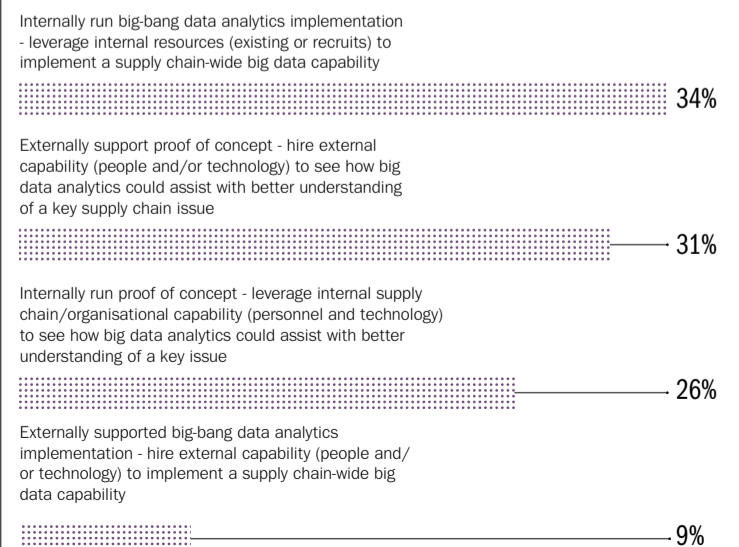 Internally run big-bang data analytics implementation
- leverage internal resources (existing or recruits) to
implement a supply chain-wide big data capability
34%
Externally support proof of concept - hire external
capability (people and/or technology) to see how big
data analytics could assist with better understanding
of a key supply chain issue
31%
Internally run proof of concept - leverage internal supply
chain/organisational capability (personnel and technology)
to see how big data analytics could assist with better
understanding of a key issue
26%
Externally supported big-bang data analytics
implementation - hire external capability (people and/
or technology) to implement a supply chain-wide big
data capability
9%